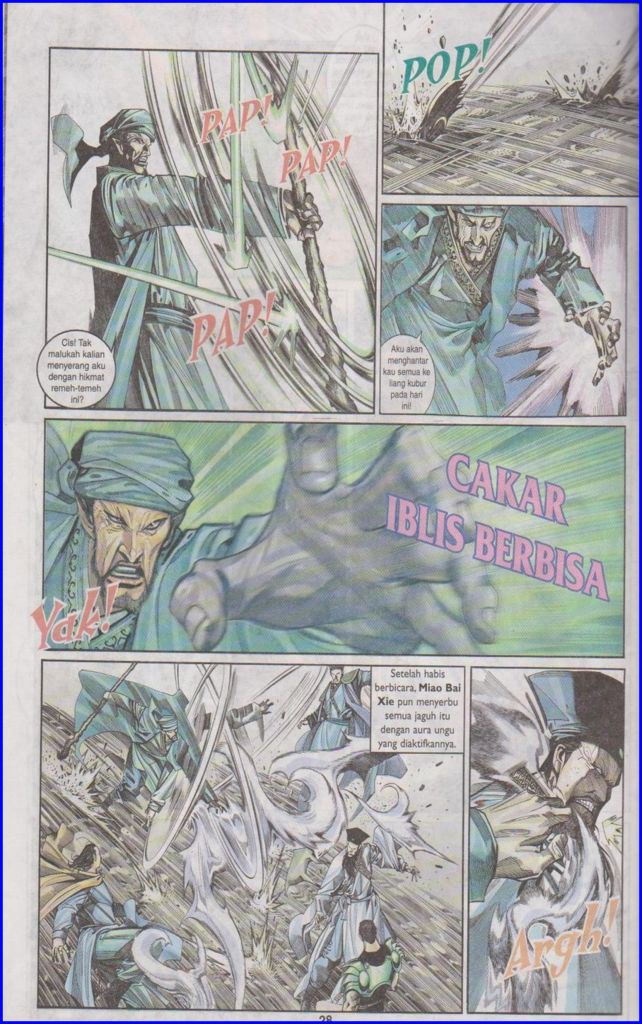 PAP!
PAP!
PAP!
Cis! Tak
malukah kalian
menyerang aku
dengan hikmat
remeh-temeh
ini?
POP!
Aku akan
menghantar
kau semua ke
liang kubur
pada hari
ini!
CAKAR
IBLIS BERBISA
Yak!
Setelah habis
berbicara, Miao Bai
Xie pun menyerbu
semua jaguh itu
dengan aura ungu
yang diaktifkannya.
Argh!
28